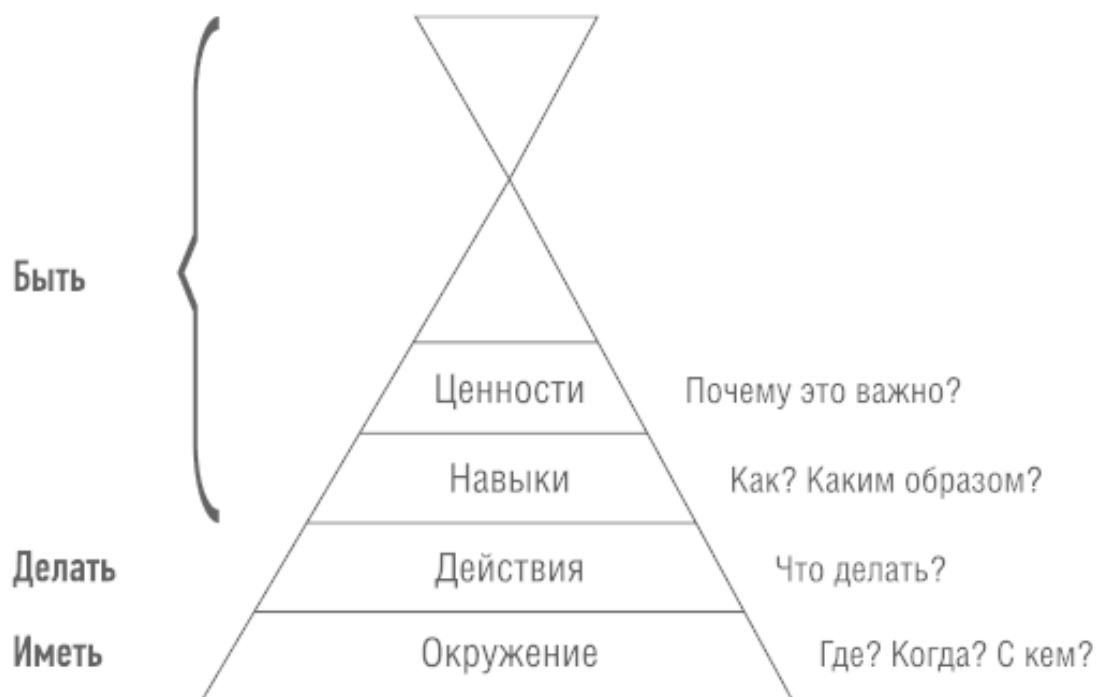 Быть
Ценности
Почему это важно?
Навыки
Как? Каким образом?
Делать
Действия
Что делать?
Иметь
Окружение
Где? Когда? С кем?